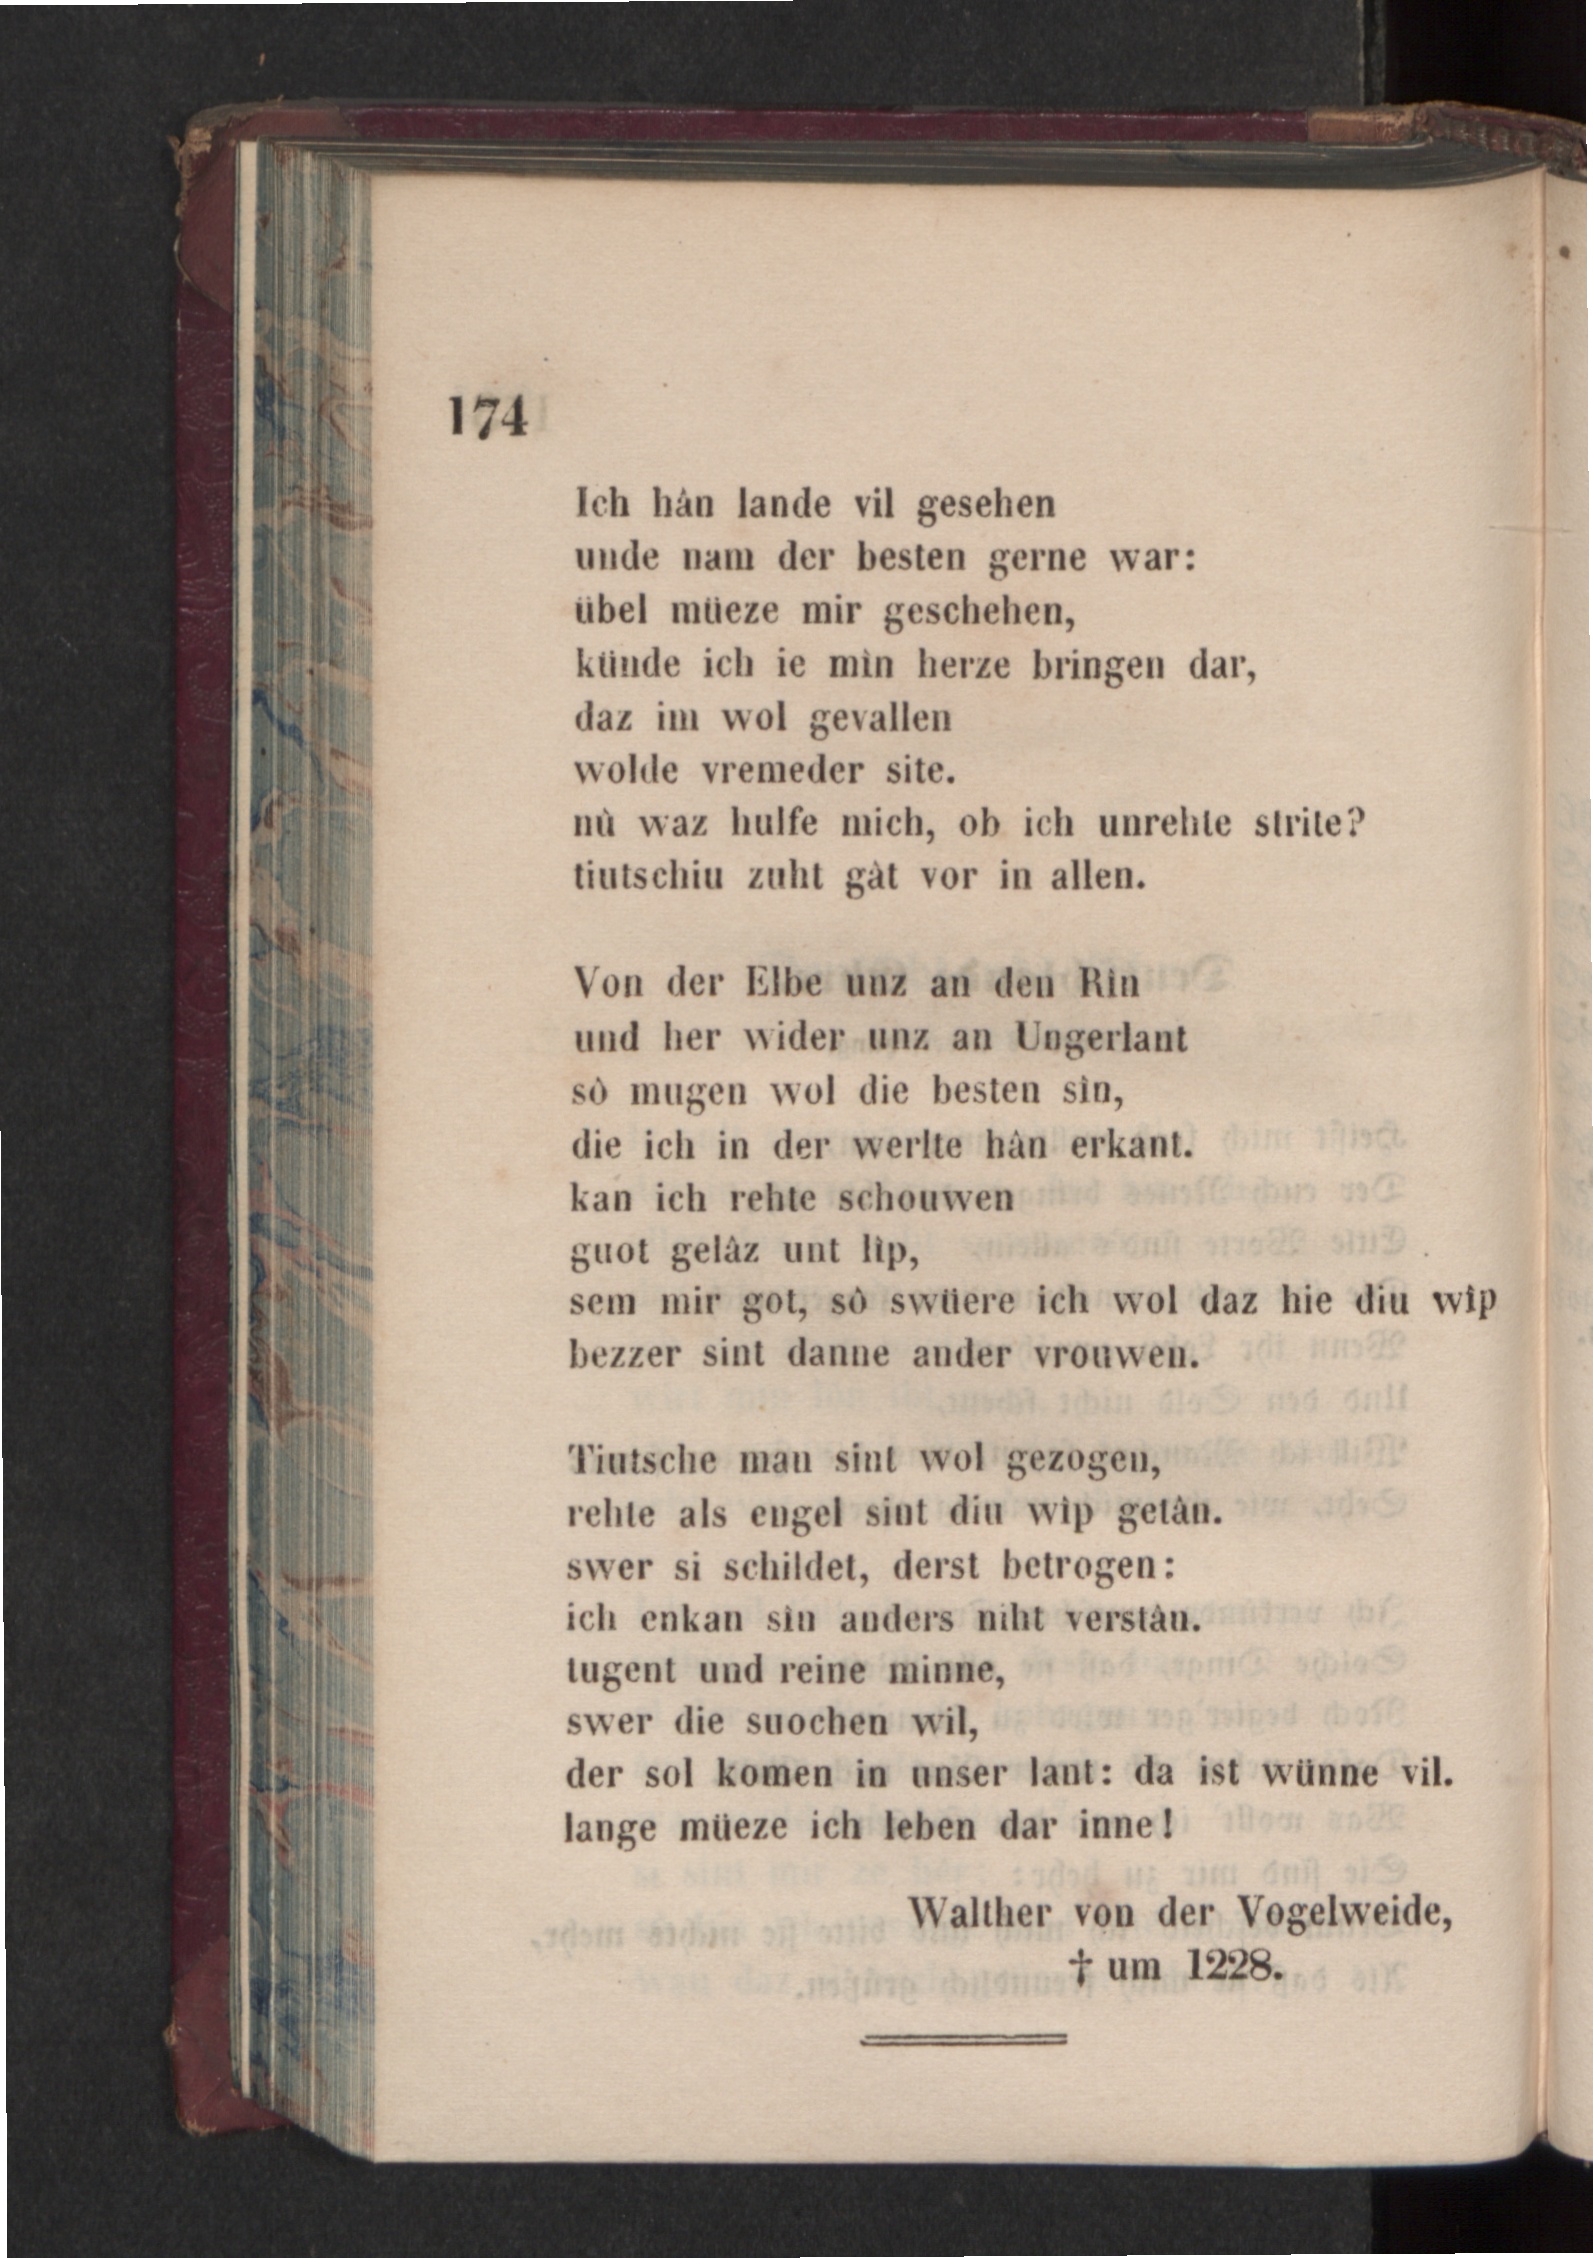 174
Ich hân lande vil gesehen
unde nam der besten gerne war:
übel müeze mir geschehen,
künde ich ie mîn herze bringen dar,
daz im wol gevallen
wolde vremeder site.
nû waz hulfe mich, ob ich unrehte strite?
tiutschiu zuht gât vor in allen.
Von der Elbe unz an den Rîn
und her wider unz an Ungerlant
sô mugen wol die besten sîn,
die ich in der werlte hân erkant.
kan ich rehte schouwen
guot gelâz unt lîp,
sem mir got, sô swüere ich wol daz hie diu wîp
bezzer sint danne ander vrouwen.
Tiutsche man sint wol gezogen,
rehte als engel sint diu wîp getân.
swer si schildet, derst betrogen:
ich enkan sîn anders niht verstân.
tugent und reine minne,
swer die suochen wil,
der sol komen in unser lant: da ist wünne vil.
lange müeze ich leben dar inne!
Walther von der Vogelweide,
† um 1228.